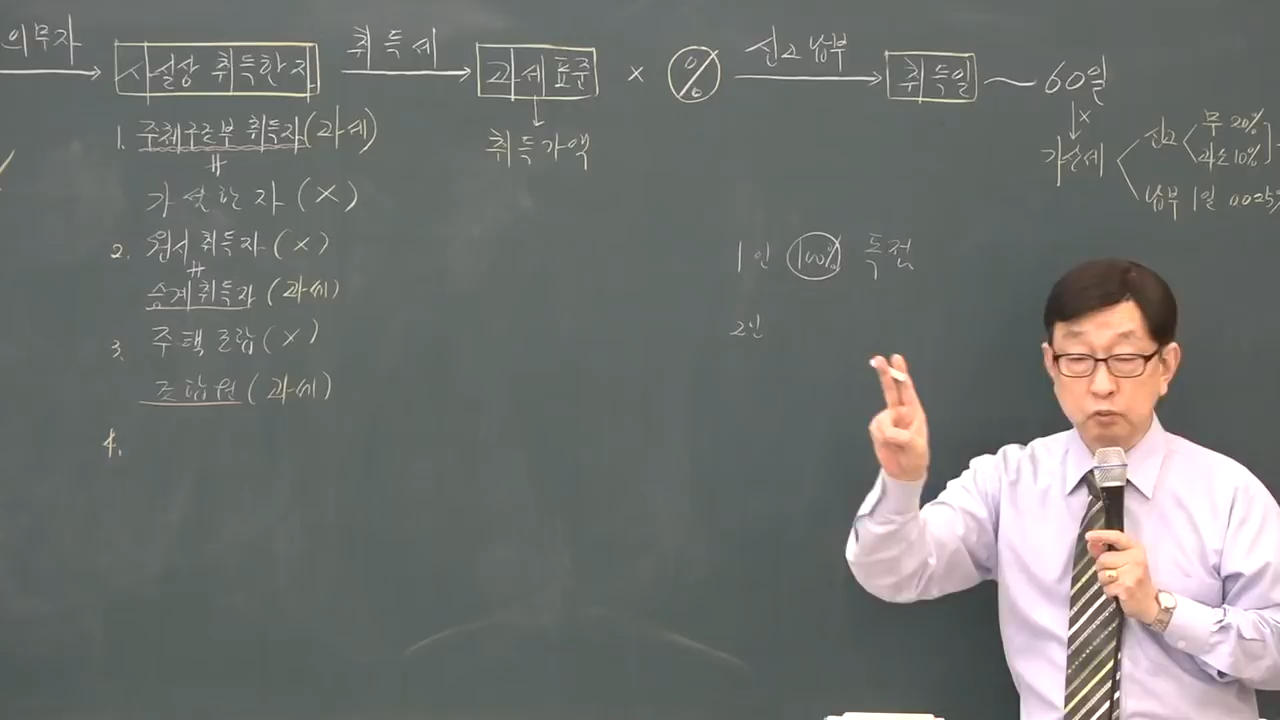 의무자 → 사실상 취득한 자 취득세 → 과세표준 × % 신고납부 → 취득일 ~ 60일
↓ 취득가액
↓× 가산세 신고 무 20%
과소 10%
납부 1일 0.025%
1. 주체구조부 취득자 (과세)
〃
가설한 자 (×)
2. 원시취득자 (×)
〃
승계취득자 (과세)
3. 주택조합 (×)
조합원 (과세)
4.
1인 100% 독점
2인